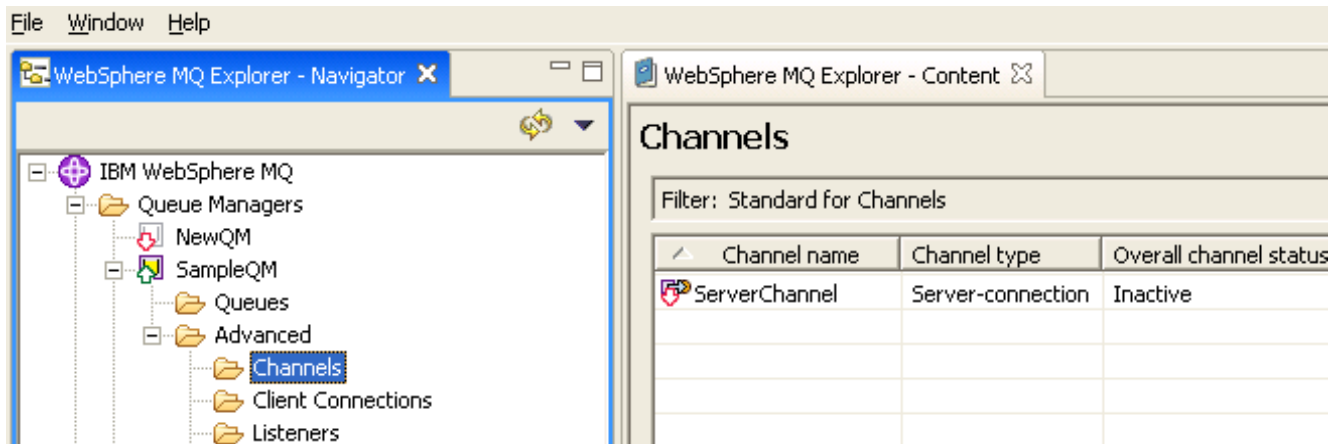 File Window Help
WebSphere MQ Explorer - Navigator
IBM WebSphere MQ
Queue Managers
NewQM
SampleQM
Queues
Advanced
Channels
Client Connections
Listeners
WebSphere MQ Explorer - Content
Channels
Filter: Standard for Channels
Channel name Channel type Overall channel status
ServerChannel Server-connection Inactive